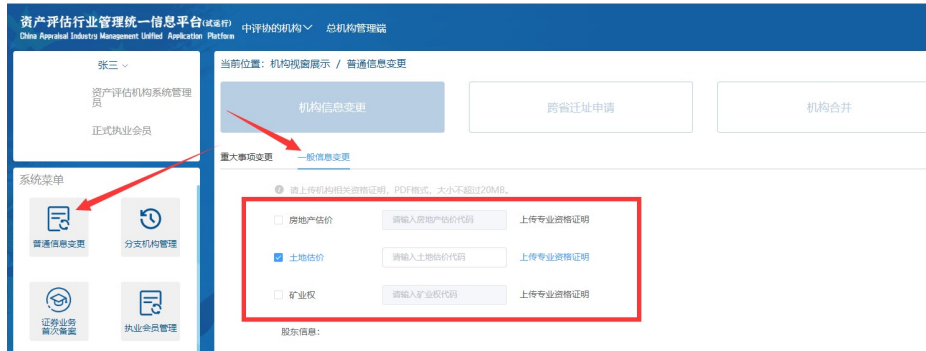 资产评估行业管理统一信息平台(试运行) 中评协的机构 总机构管理端
China Appraisal Industry Management Unified Application Platform
张三
资产评估机构系统管理
员
正式执业会员
系统菜单
普通信息变更 分支机构管理
证券业务
首次备案
执业会员管理
当前位置：机构视窗展示 / 普通信息变更
机构信息变更 跨省迁址申请 机构合并
重大事项变更 一般信息变更
请上传机构相关资格证明，PDF格式，大小不超过20MB。
房地产估价 请输入房地产估价代码 上传专业资格证明
土地估价 请输入土地估价代码 上传专业资格证明
矿业权 请输入矿业权代码 上传专业资格证明
股东信息：